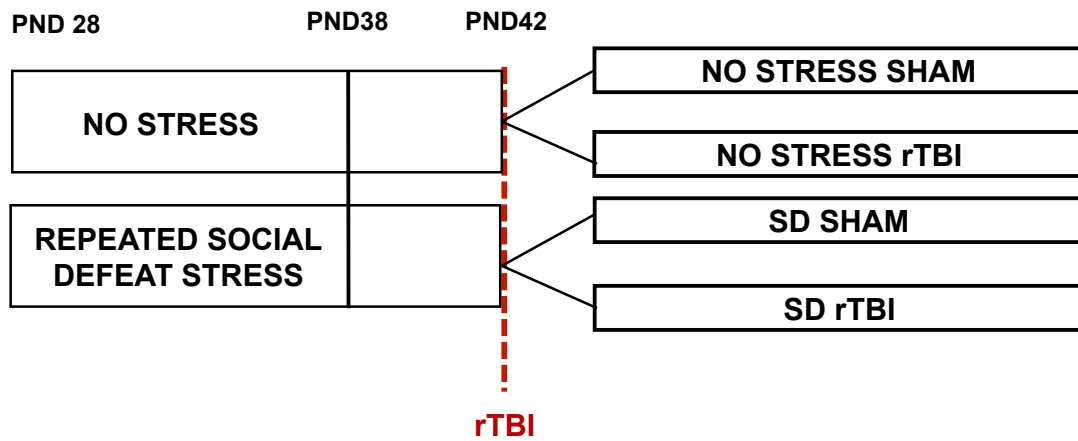 PND 28
PND38
PND42
NO STRESS
REPEATED SOCIAL
DEFEAT STRESS
NO STRESS SHAM
NO STRESS rTBI
SD SHAM
SD rTBI
rTBI